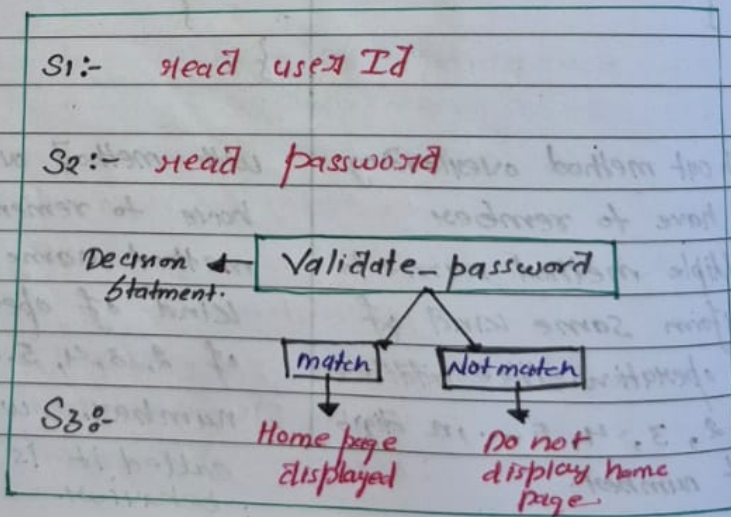 S1:- read user Id
S2:- read password
Decision Statment.
Validate_password
match
Not match
S3:-
Home page
displayed
Do not
display home
page.